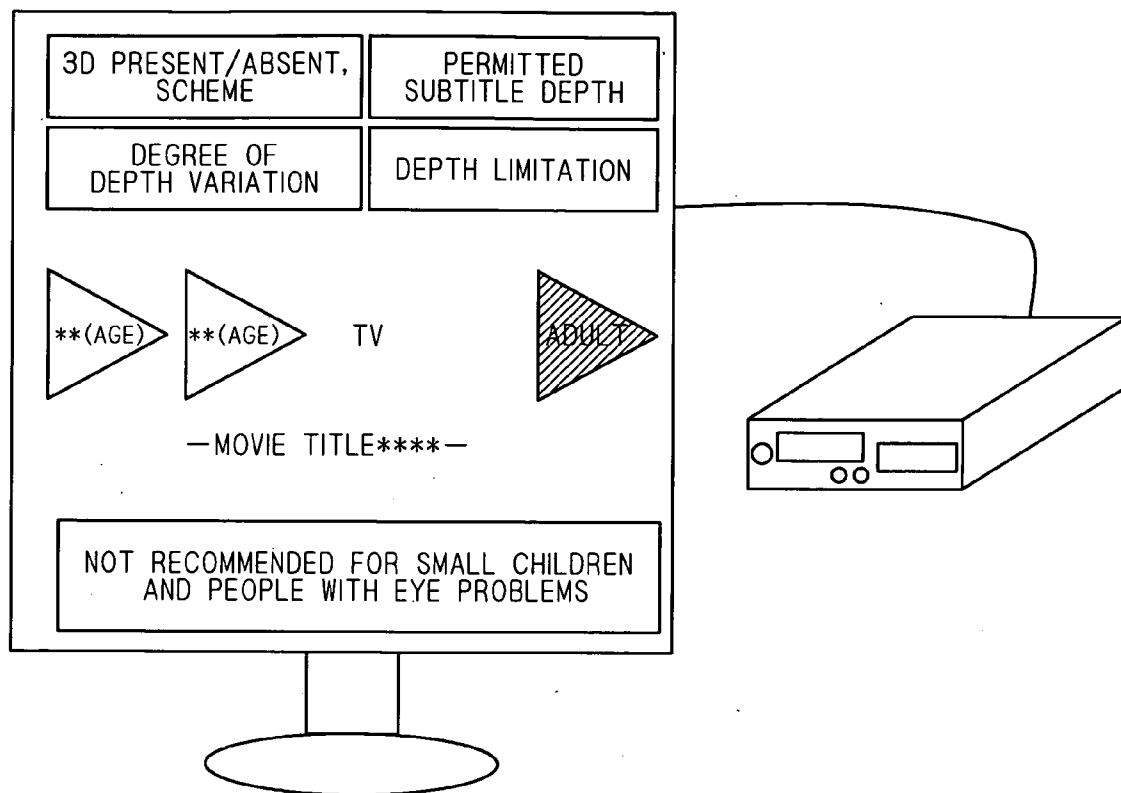 3D PRESENT/ABSENT,
SCHEME
PERMITTED
SUBTITLE DEPTH
DEGREE OF
DEPTH VARIATION
DEPTH LIMITATION
**(AGE)
**(AGE)
TV
ADULT
—MOVIE TITLE****—
NOT RECOMMENDED FOR SMALL CHILDREN
AND PEOPLE WITH EYE PROBLEMS